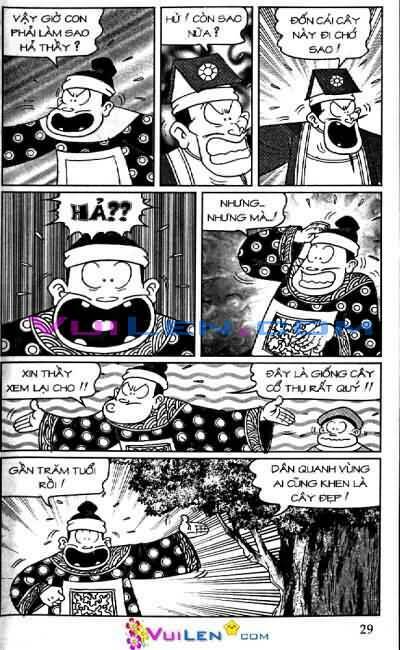 VẬY GIỜ CON
PHẢI LÀM SAO
HẢ THẦY ?
HỪ ! CÒN SAO
NỮA ?
ĐỐN CÁI CÂY
NÀY ĐI CHỚ
SAO !
HẢ??
NHƯNG...
NHƯNG MÀ...!
VUILEN.COM
XIN THẦY
XEM LẠI CHO !!
ĐÂY LÀ GIỐNG CÂY
CỔ THỤ RẤT QUÝ !!
GẦN TRĂM TUỔI
RỒI !
DÂN QUANH VÙNG
AI CŨNG KHEN LÀ
CÂY ĐẸP !
VUILEN.COM
29